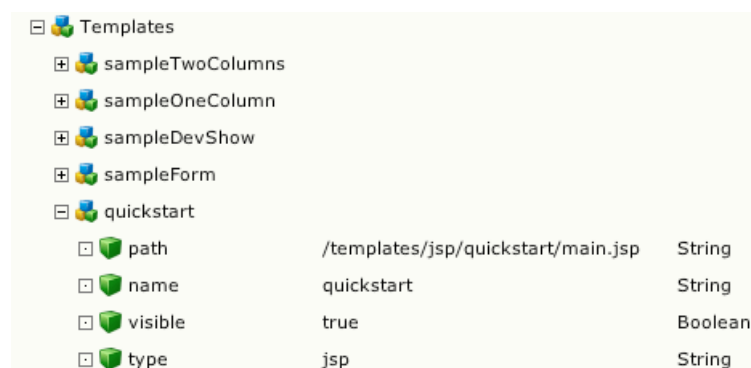 Templates
sampleTwoColumns
sampleOneColumn
sampleDevShow
sampleForm
quickstart
path /templates/jsp/quickstart/main.jsp String
name quickstart String
visible true Boolean
type jsp String